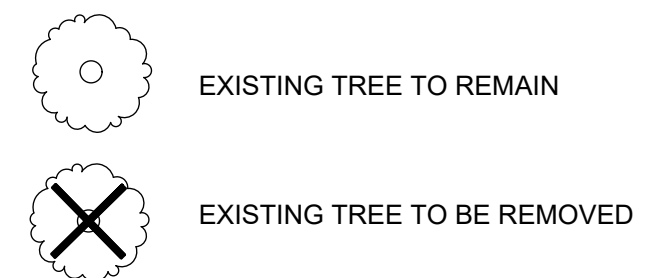 EXISTING TREE TO REMAIN
EXISTING TREE TO BE REMOVED